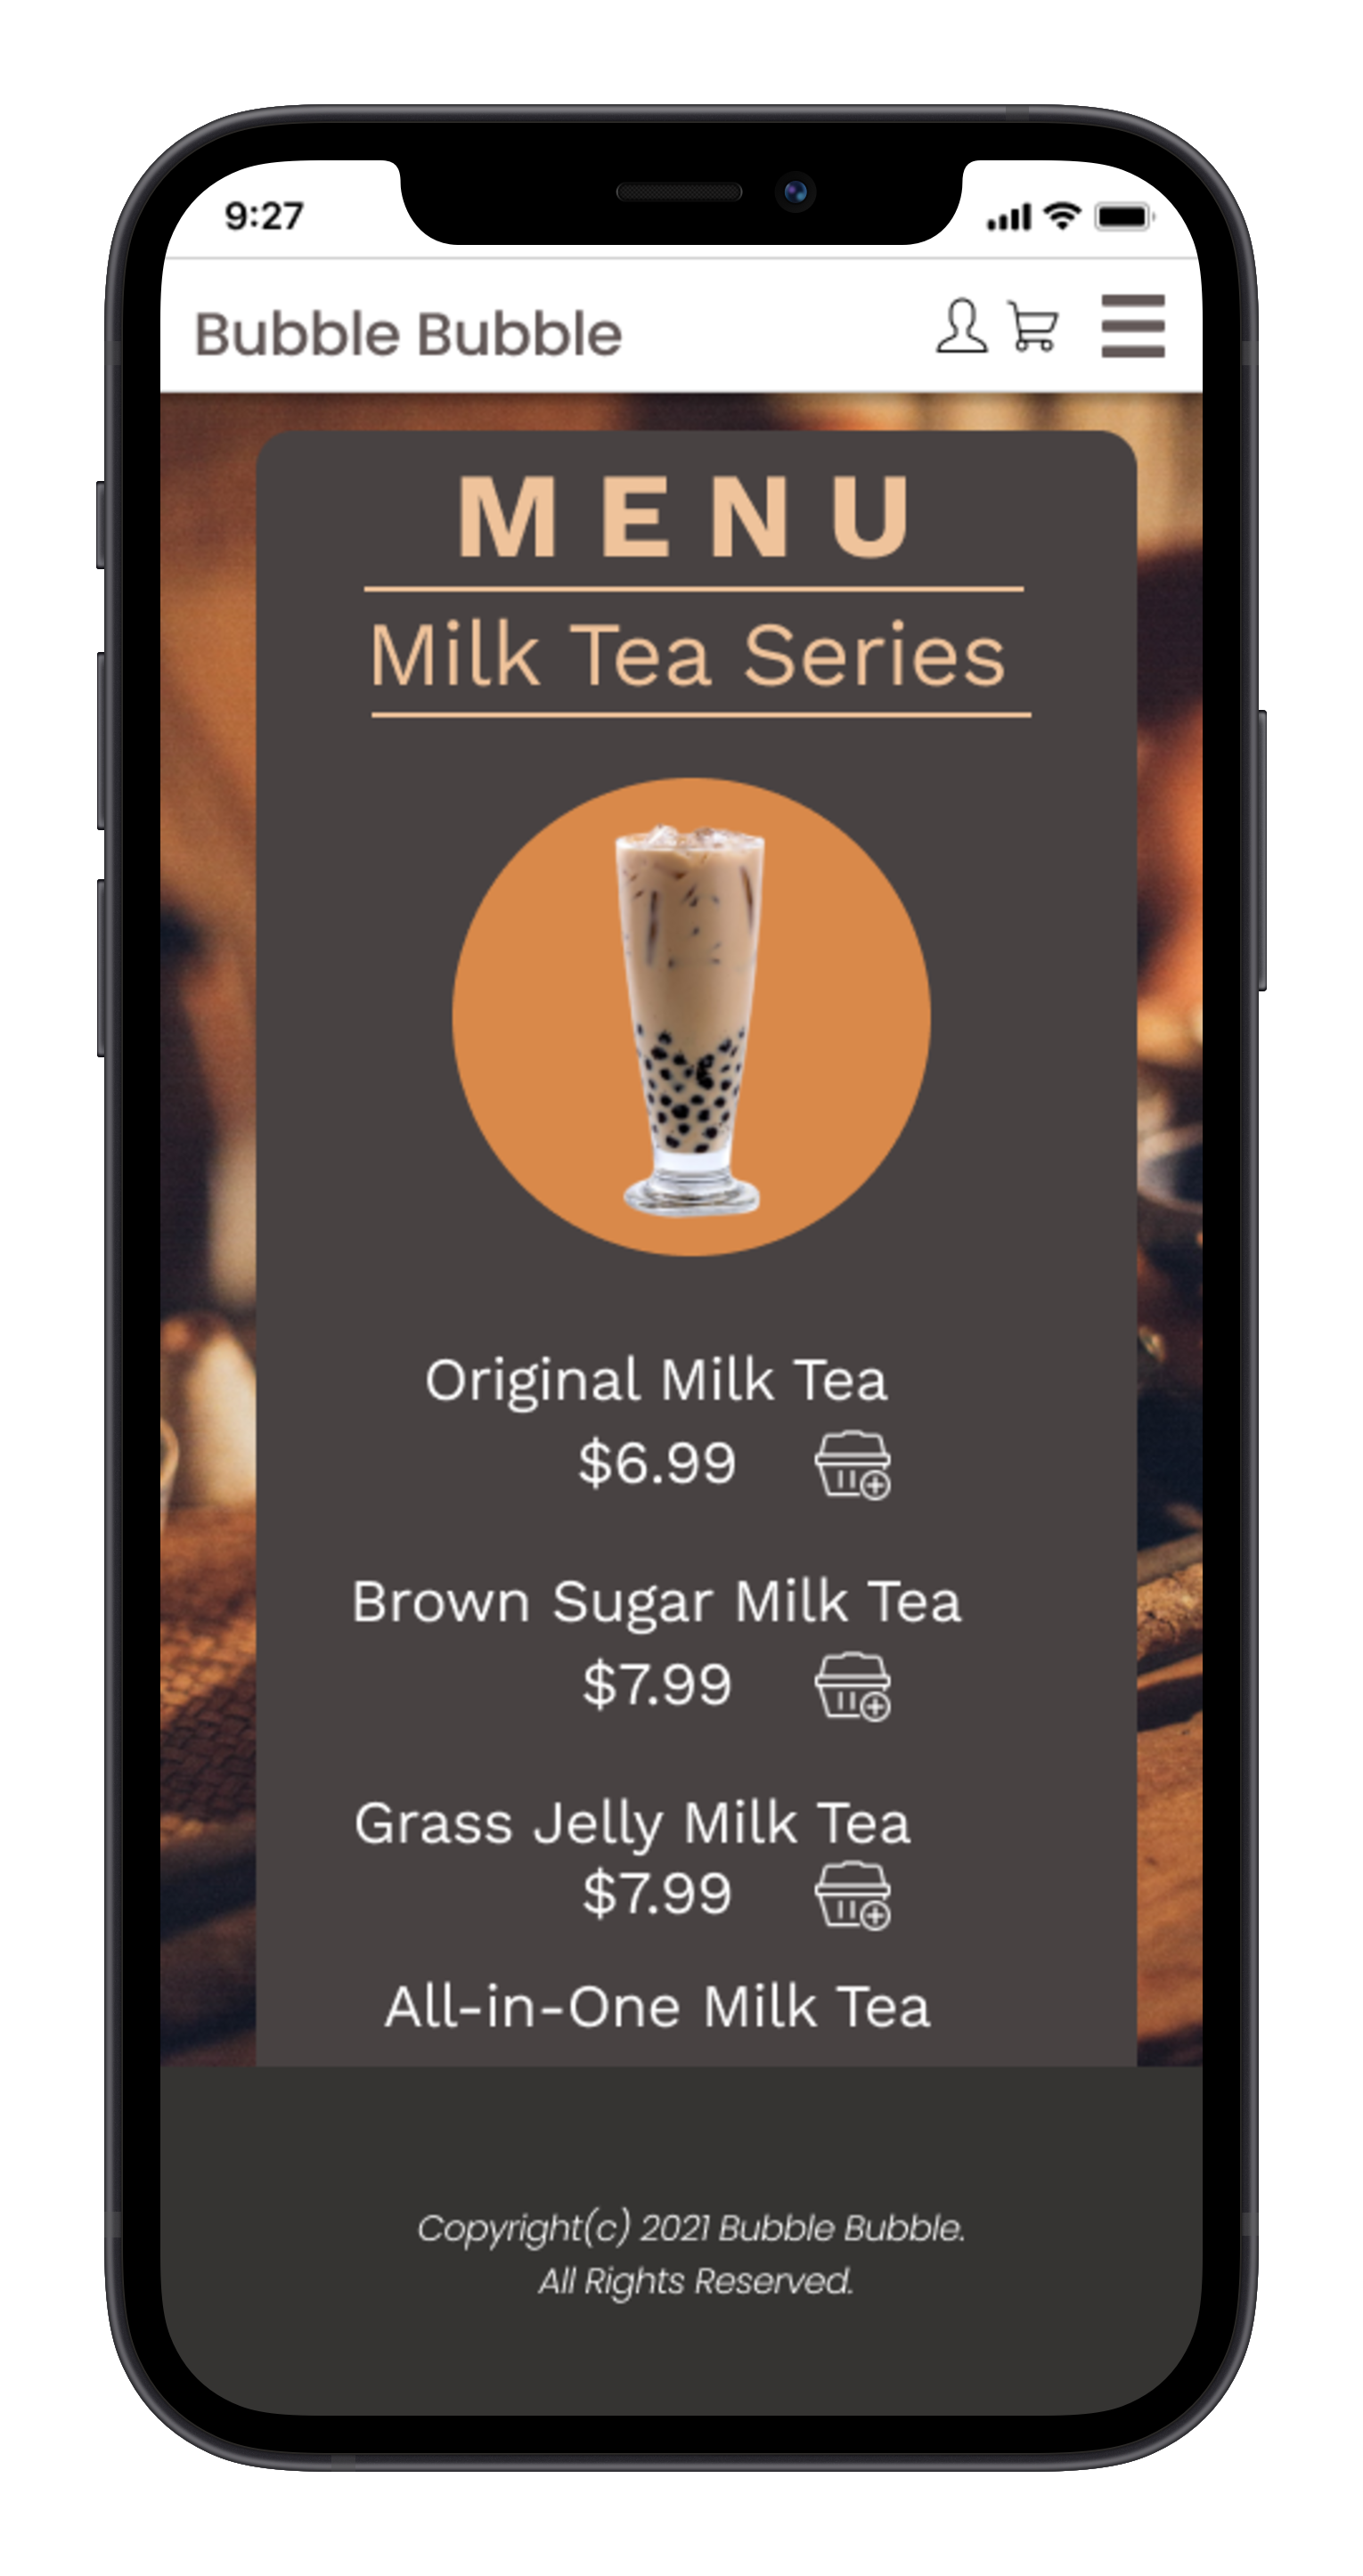 9:27
Bubble Bubble
MENU
Milk Tea Series
Original Milk Tea
$6.99
Brown Sugar Milk Tea
$7.99
Grass Jelly Milk Tea
$7.99
All-in-One Milk Tea
Copyright(c) 2021 Bubble Bubble.
All Rights Reserved.